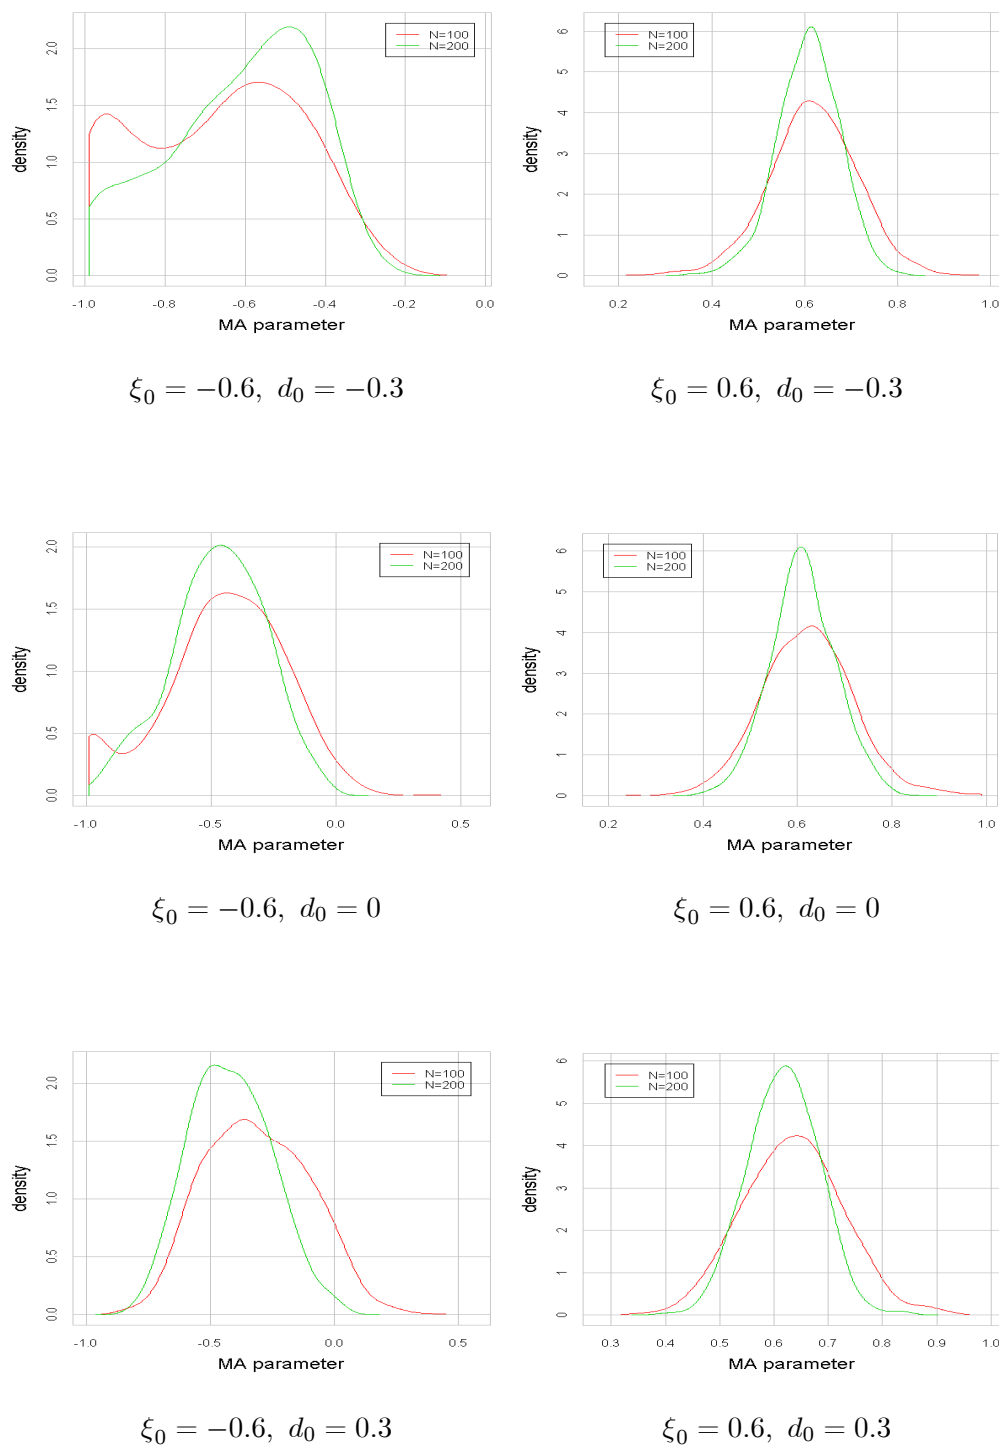 N=100
N=200
density
0.0 0.5 1.0 1.5 2.0
-1.0 -0.8 -0.6 -0.4 -0.2 0.0
MA parameter
ξ₀ = −0.6, d₀ = −0.3
N=100
N=200
density
0 1 2 3 4 5 6
0.2 0.4 0.6 0.8 1.0
MA parameter
ξ₀ = 0.6, d₀ = −0.3
N=100
N=200
density
0.0 0.5 1.0 1.5 2.0
-1.0 -0.5 0.0 0.5
MA parameter
ξ₀ = −0.6, d₀ = 0
N=100
N=200
density
0 1 2 3 4 5 6
0.2 0.4 0.6 0.8 1.0
MA parameter
ξ₀ = 0.6, d₀ = 0
N=100
N=200
density
0.0 0.5 1.0 1.5 2.0
-1.0 -0.5 0.0 0.5
MA parameter
ξ₀ = −0.6, d₀ = 0.3
N=100
N=200
density
0 1 2 3 4 5 6
0.3 0.4 0.5 0.6 0.7 0.8 0.9 1.0
MA parameter
ξ₀ = 0.6, d₀ = 0.3